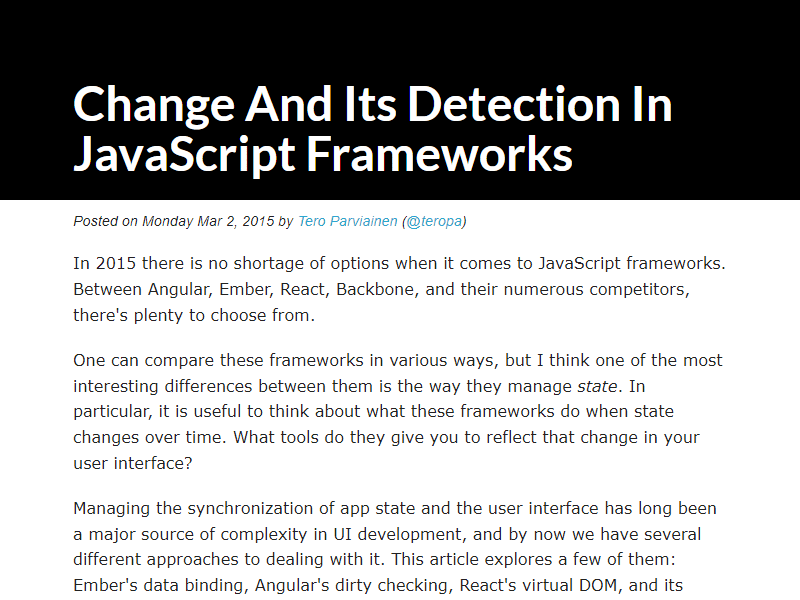 Change And Its Detection In
JavaScript Frameworks
Posted on Monday Mar 2, 2015 by Tero Parviainen (@teropa)
In 2015 there is no shortage of options when it comes to JavaScript frameworks.
Between Angular, Ember, React, Backbone, and their numerous competitors,
there's plenty to choose from.
One can compare these frameworks in various ways, but I think one of the most
interesting differences between them is the way they manage state. In
particular, it is useful to think about what these frameworks do when state
changes over time. What tools do they give you to reflect that change in your
user interface?
Managing the synchronization of app state and the user interface has long been
a major source of complexity in UI development, and by now we have several
different approaches to dealing with it. This article explores a few of them:
Ember's data binding, Angular's dirty checking, React's virtual DOM, and its